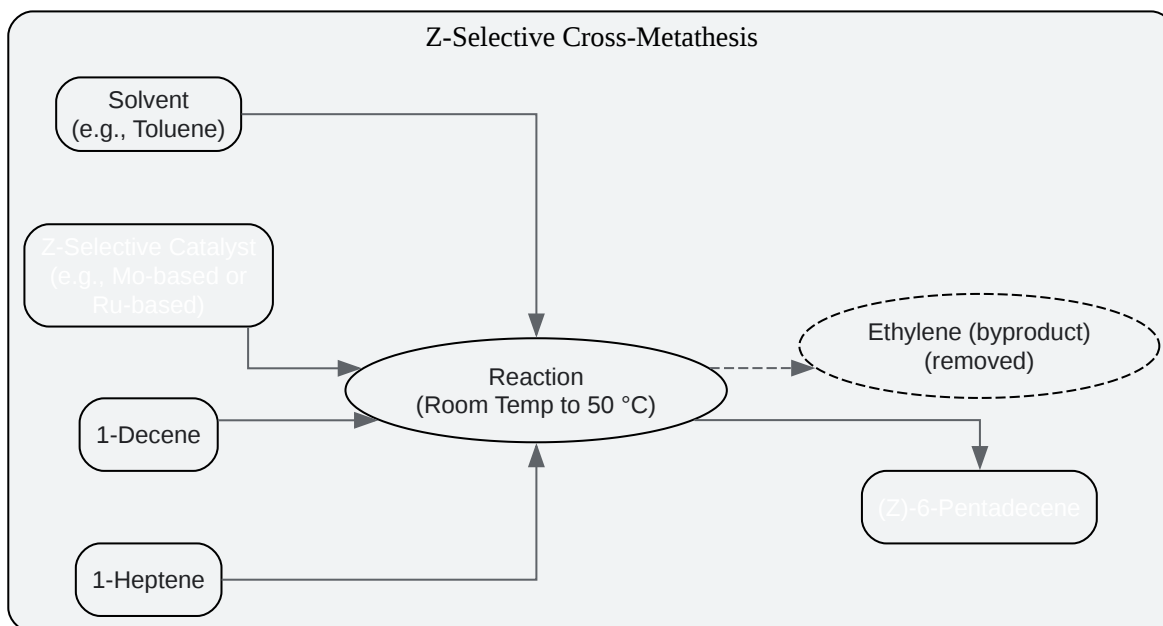 Z-Selective Cross-Metathesis
Solvent
(e.g., Toluene)
Z-Selective Catalyst
(e.g., Mo-based or
Ru-based)
Ethylene (byproduct)
(removed)
Reaction
(Room Temp to 50 °C)
1-Decene
(Z)-6-Pentadecene
1-Heptene